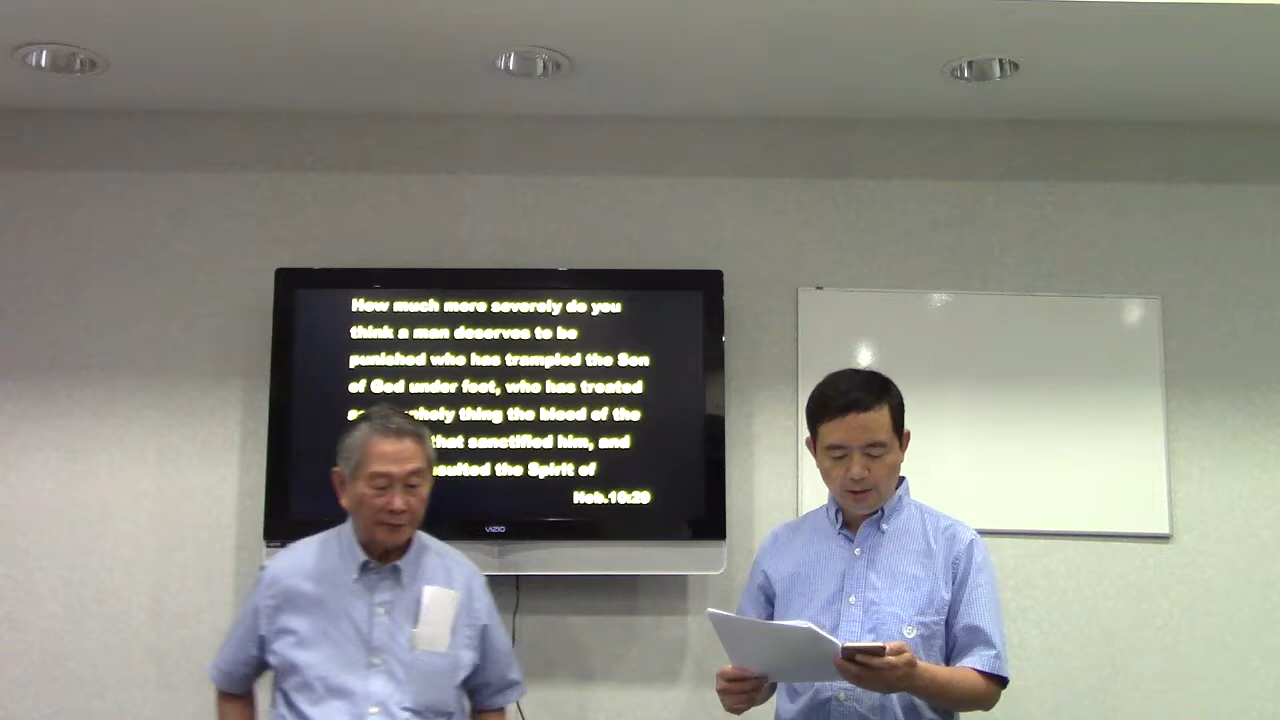 How much more severely do you
think a man deserves to be
punished who has trampled the Son
of God under feet, who has treated
unholy thing the blood of the
that sanctified him, and
the Spirit of
Heb.10:29
VIZIO